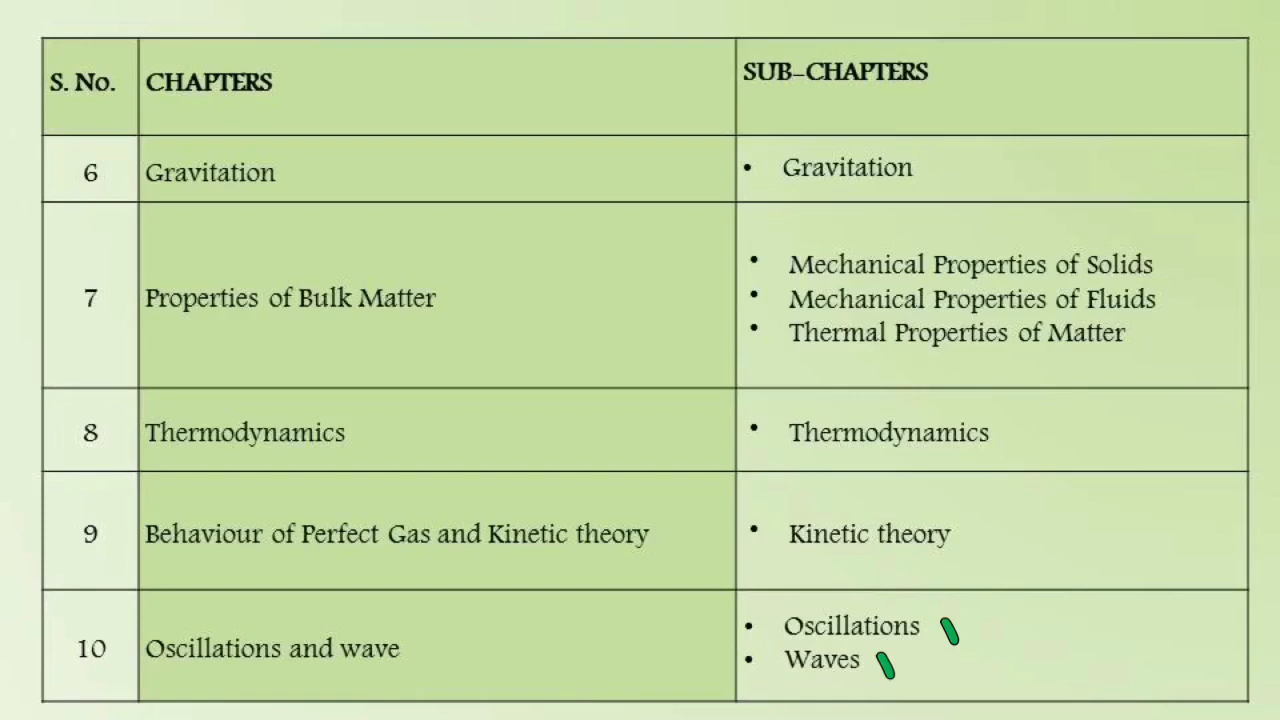 S. No. CHAPTERS SUB-CHAPTERS
6 Gravitation • Gravitation
7 Properties of Bulk Matter • Mechanical Properties of Solids
• Mechanical Properties of Fluids
• Thermal Properties of Matter
8 Thermodynamics • Thermodynamics
9 Behaviour of Perfect Gas and Kinetic theory • Kinetic theory
10 Oscillations and wave • Oscillations
• Waves